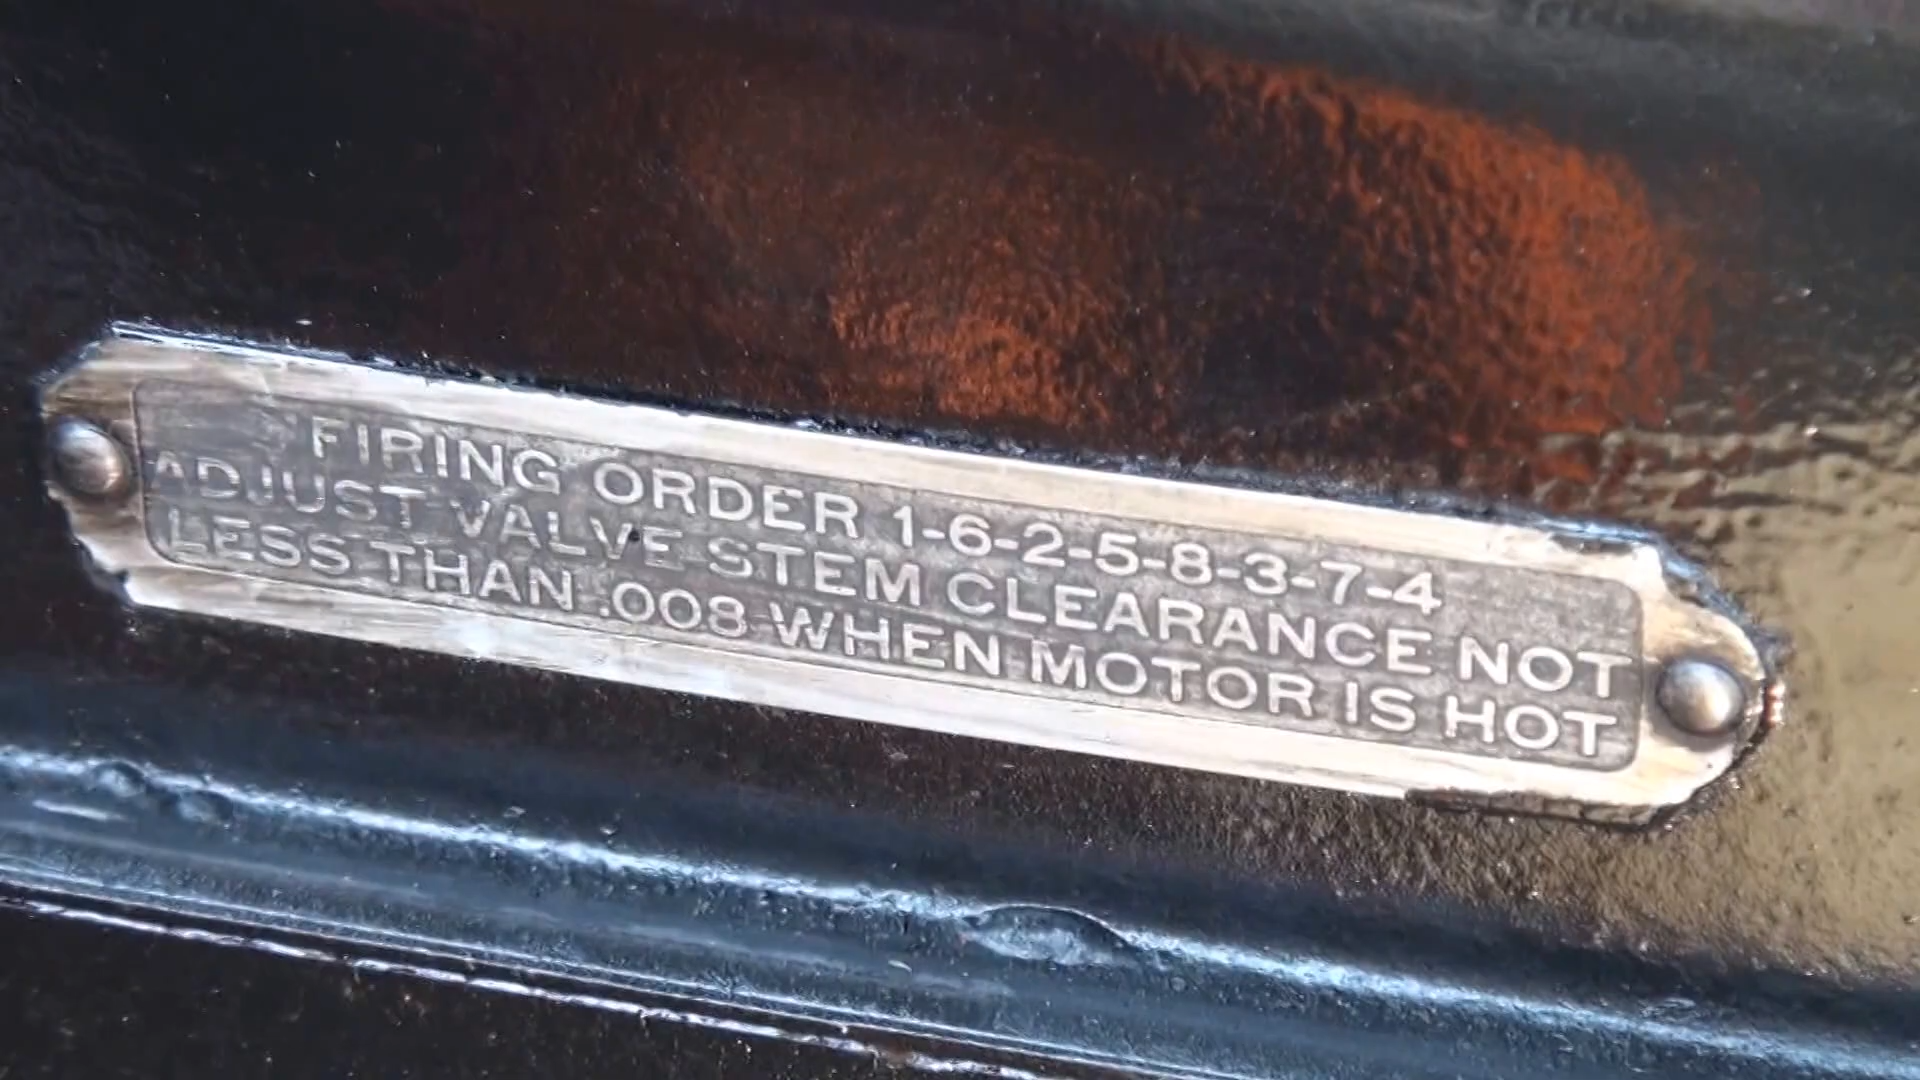 FIRING ORDER 1-6-2-5-8-3-7-4
ADJUST VALVE STEM CLEARANCE NOT
LESS THAN .008 WHEN MOTOR IS HOT